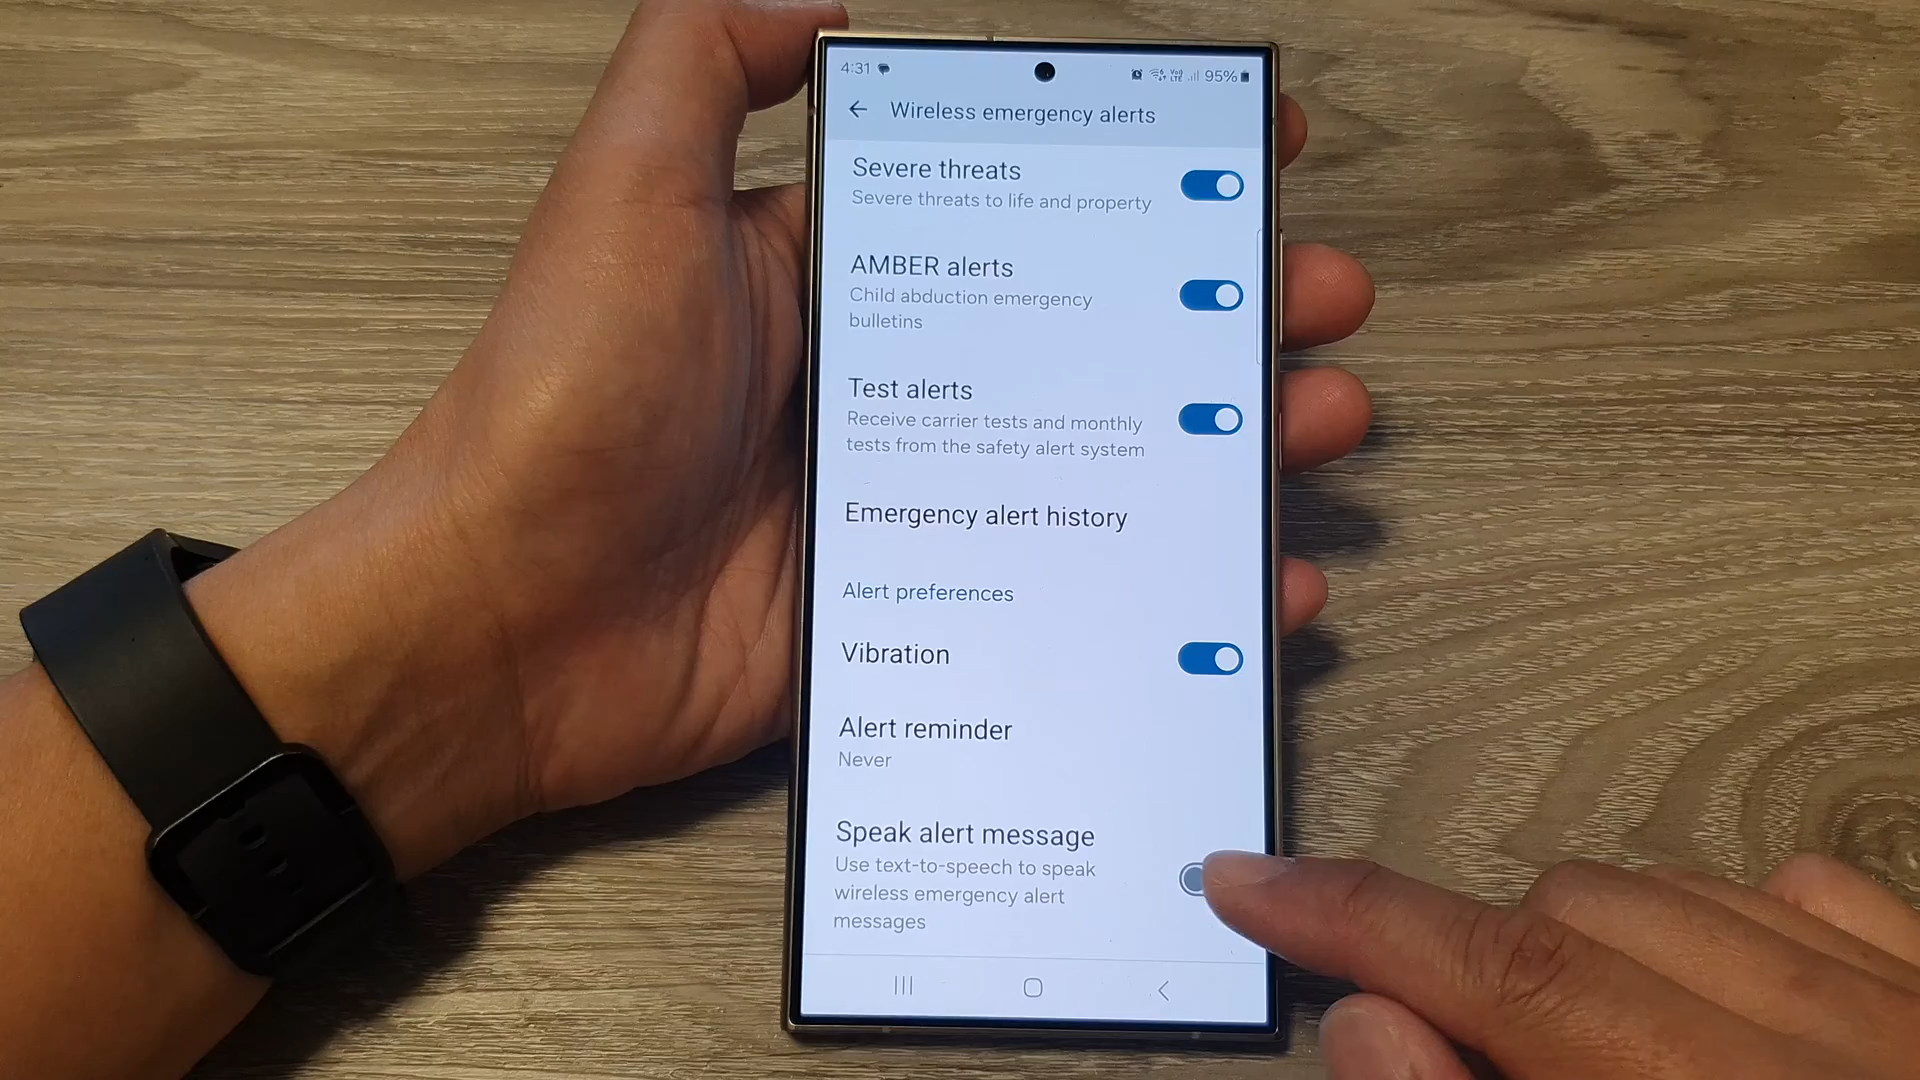 4:31
95%
Wireless emergency alerts
Severe threats
Severe threats to life and property
AMBER alerts
Child abduction emergency
bulletins
Test alerts
Receive carrier tests and monthly
tests from the safety alert system
Emergency alert history
Alert preferences
Vibration
Alert reminder
Never
Speak alert message
Use text-to-speech to speak
wireless emergency alert
messages